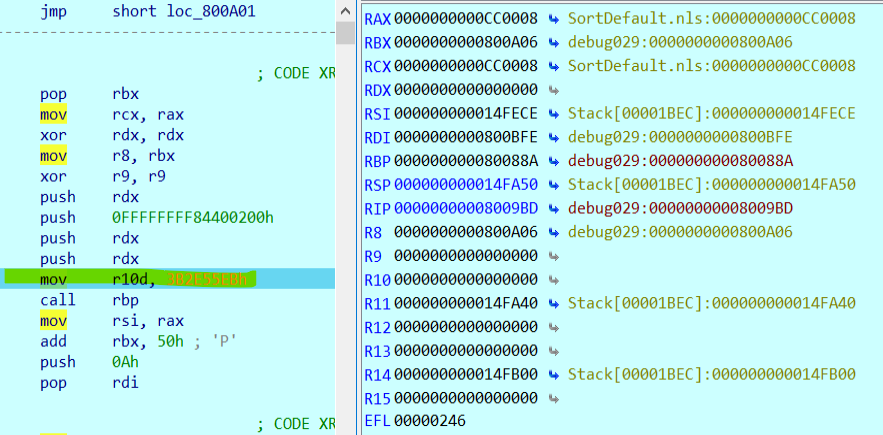 jmp short loc_800A01
; CODE XR
pop rbx
mov rcx, rax
xor rdx, rdx
mov r8, rbx
xor r9, r9
push rdx
push 0FFFFFFFF84400200h
push rdx
push rdx
mov r10d, 3B2E55EBh
call rbp
mov rsi, rax
add rbx, 50h ; 'P'
push 0Ah
pop rdi
; CODE XR
RAX 0000000000CC0008 SortDefault.nls:0000000000CC0008
RBX 0000000000800A06 debug029:0000000000800A06
RCX 0000000000CC0008 SortDefault.nls:0000000000CC0008
RDX 0000000000000000
RSI 000000000014FECE Stack[00001BEC]:000000000014FECE
RDI 0000000000800BFE debug029:0000000000800BFE
RBP 000000000080088A debug029:000000000080088A
RSP 000000000014FA50 Stack[00001BEC]:000000000014FA50
RIP 00000000008009BD debug029:00000000008009BD
R8 0000000000800A06 debug029:0000000000800A06
R9 0000000000000000
R10 0000000000000000
R11 000000000014FA40 Stack[00001BEC]:000000000014FA40
R12 0000000000000000
R13 0000000000000000
R14 000000000014FB00 Stack[00001BEC]:000000000014FB00
R15 0000000000000000
EFL 00000246